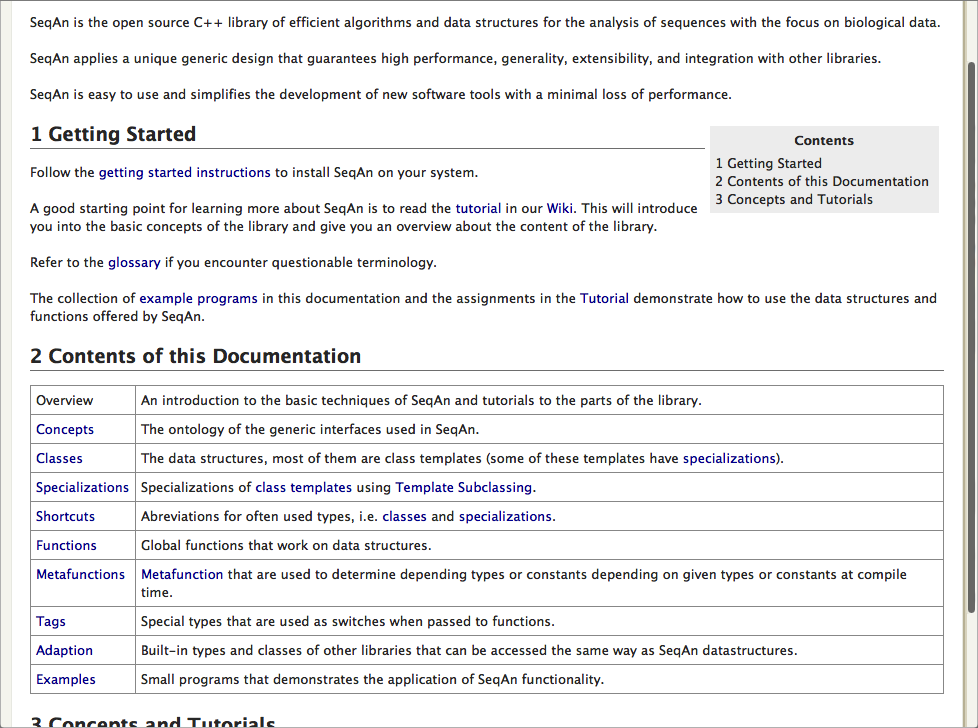 SeqAn is the open source C++ library of efficient algorithms and data structures for the analysis of sequences with the focus on biological data.
SeqAn applies a unique generic design that guarantees high performance, generality, extensibility, and integration with other libraries.
SeqAn is easy to use and simplifies the development of new software tools with a minimal loss of performance.
1 Getting Started
Contents
1 Getting Started
2 Contents of this Documentation
3 Concepts and Tutorials
Follow the getting started instructions to install SeqAn on your system.
A good starting point for learning more about SeqAn is to read the tutorial in our Wiki. This will introduce
you into the basic concepts of the library and give you an overview about the content of the library.
Refer to the glossary if you encounter questionable terminology.
The collection of example programs in this documentation and the assignments in the Tutorial demonstrate how to use the data structures and
functions offered by SeqAn.
2 Contents of this Documentation
Overview An introduction to the basic techniques of SeqAn and tutorials to the parts of the library.
Concepts The ontology of the generic interfaces used in SeqAn.
Classes The data structures, most of them are class templates (some of these templates have specializations).
Specializations Specializations of class templates using Template Subclassing.
Shortcuts Abreviations for often used types, i.e. classes and specializations.
Functions Global functions that work on data structures.
Metafunctions Metafunction that are used to determine depending types or constants depending on given types or constants at compile
time.
Tags Special types that are used as switches when passed to functions.
Adaption Built-in types and classes of other libraries that can be accessed the same way as SeqAn datastructures.
Examples Small programs that demonstrates the application of SeqAn functionality.
3 Concepts and Tutorials